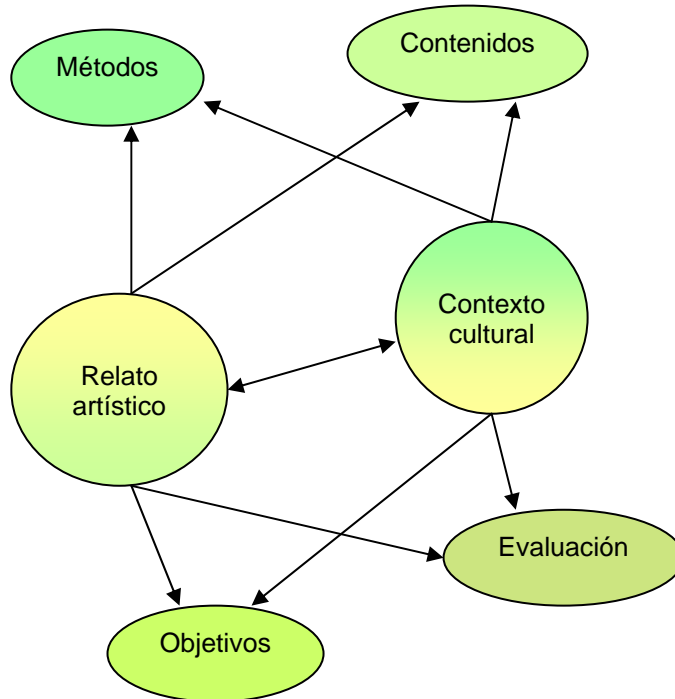 Contenidos
Métodos
Contexto
cultural
Relato
artístico
Evaluación
Objetivos